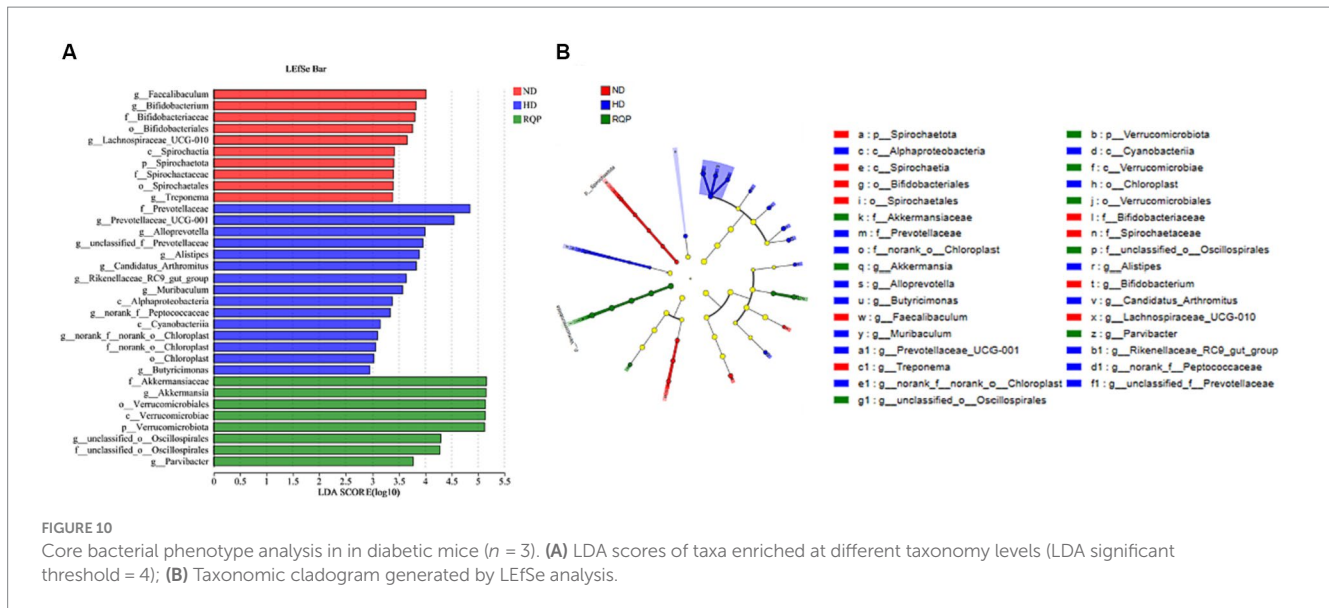 A
LEfSe Bar
g__Faecalibaculum
g__Bifidobacterium
f__Bifidobacteriaceae
o__Bifidobacteriales
g__Lachnospiraceae_UCG-010
c__Spirochaetia
p__Spirochaetota
f__Spirochaetaceae
o__Spirochaetales
g__Treponema
f__Prevotellaceae
g__Prevotellaceae_UCG-001
g__Alloprevotella
g__unclassified_f__Prevotellaceae
g__Alistipes
g__Candidatus_Arthromitus
g__Rikenellaceae_RC9_gut_group
g__Muribaculum
c__Alphaproteobacteria
g__norank_f__Peptococcaceae
c__Cyanobacteriia
g__norank_f__norank_o__Chloroplast
f__norank_o__Chloroplast
o__Chloroplast
g__Butyricimonas
f__Akkermansiaceae
g__Akkermansia
o__Verrucomicrobiales
c__Verrucomicrobiae
p__Verrucomicrobiota
g__unclassified_o__Oscillospirales
f__unclassified_o__Oscillospirales
g__Parvibacter
0 0.5 1 1.5 2 2.5 3 3.5 4 4.5 5 5.5
LDA SCORE(log10)
ND
HD
RQP
B
ND
HD
RQP
p__Spirochaetota
a : p__Spirochaetota
b : p__Verrucomicrobiota
c : c__Alphaproteobacteria
d : c__Cyanobacteriia
e : c__Spirochaetia
f : c__Verrucomicrobiae
g : o__Bifidobacteriales
h : o__Chloroplast
i : o__Spirochaetales
j : o__Verrucomicrobiales
k : f__Akkermansiaceae
l : f__Bifidobacteriaceae
m : f__Prevotellaceae
n : f__Spirochaetaceae
o : f__norank_o__Chloroplast
p : f__unclassified_o__Oscillospirales
q : g__Akkermansia
r : g__Alistipes
s : g__Alloprevotella
t : g__Bifidobacterium
u : g__Butyricimonas
v : g__Candidatus_Arthromitus
w : g__Faecalibaculum
x : g__Lachnospiraceae_UCG-010
y : g__Muribaculum
z : g__Parvibacter
a1 : g__Prevotellaceae_UCG-001
b1 : g__Rikenellaceae_RC9_gut_group
c1 : g__Treponema
d1 : g__norank_f__Peptococcaceae
e1 : g__norank_f__norank_o__Chloroplast
f1 : g__unclassified_f__Prevotellaceae
g1 : g__unclassified_o__Oscillospirales
FIGURE 10
Core bacterial phenotype analysis in in diabetic mice (n = 3). (A) LDA scores of taxa enriched at different taxonomy levels (LDA significant
threshold = 4); (B) Taxonomic cladogram generated by LEfSe analysis.